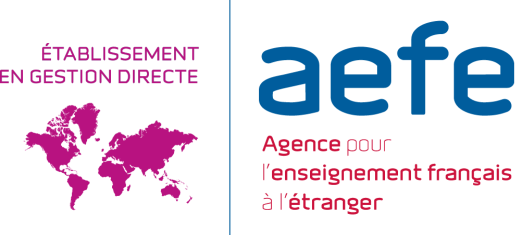 ÉTABLISSEMENT
EN GESTION DIRECTE
aefe
Agence pour
l'enseignement français
à l'étranger